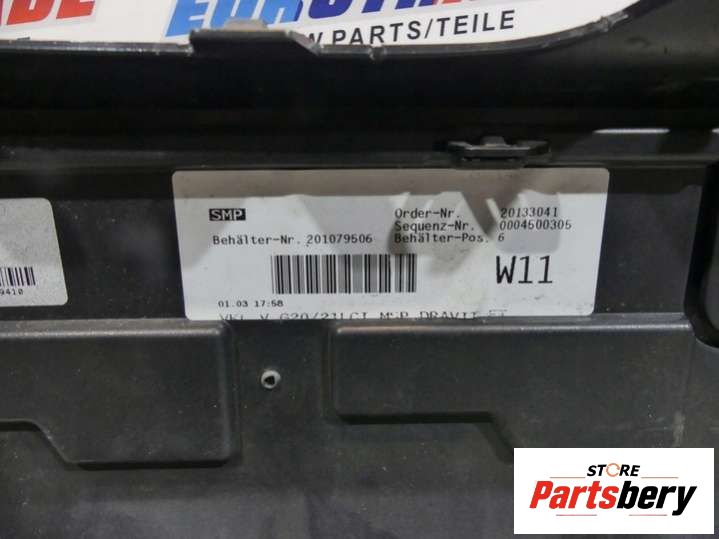 PARTS/TEILE
SMP
Order-Nr. 20133041
Sequenz-Nr. 0004500305
Behälter-Nr. 201079506 Behälter-Pos. 6
W11
01.03 17:58
9410
STORE
Partsbery